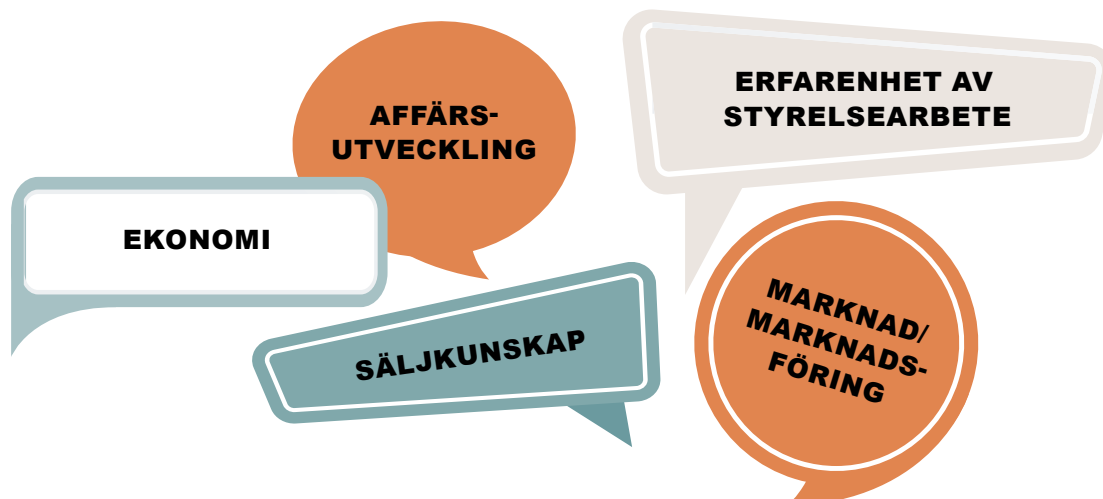 AFFÄRS-
UTVECKLING
ERFARENHET AV
STYRELSEARBETE
EKONOMI
SÄLJKUNSKAP
MARKNAD/
MARKNADS-
FÖRING